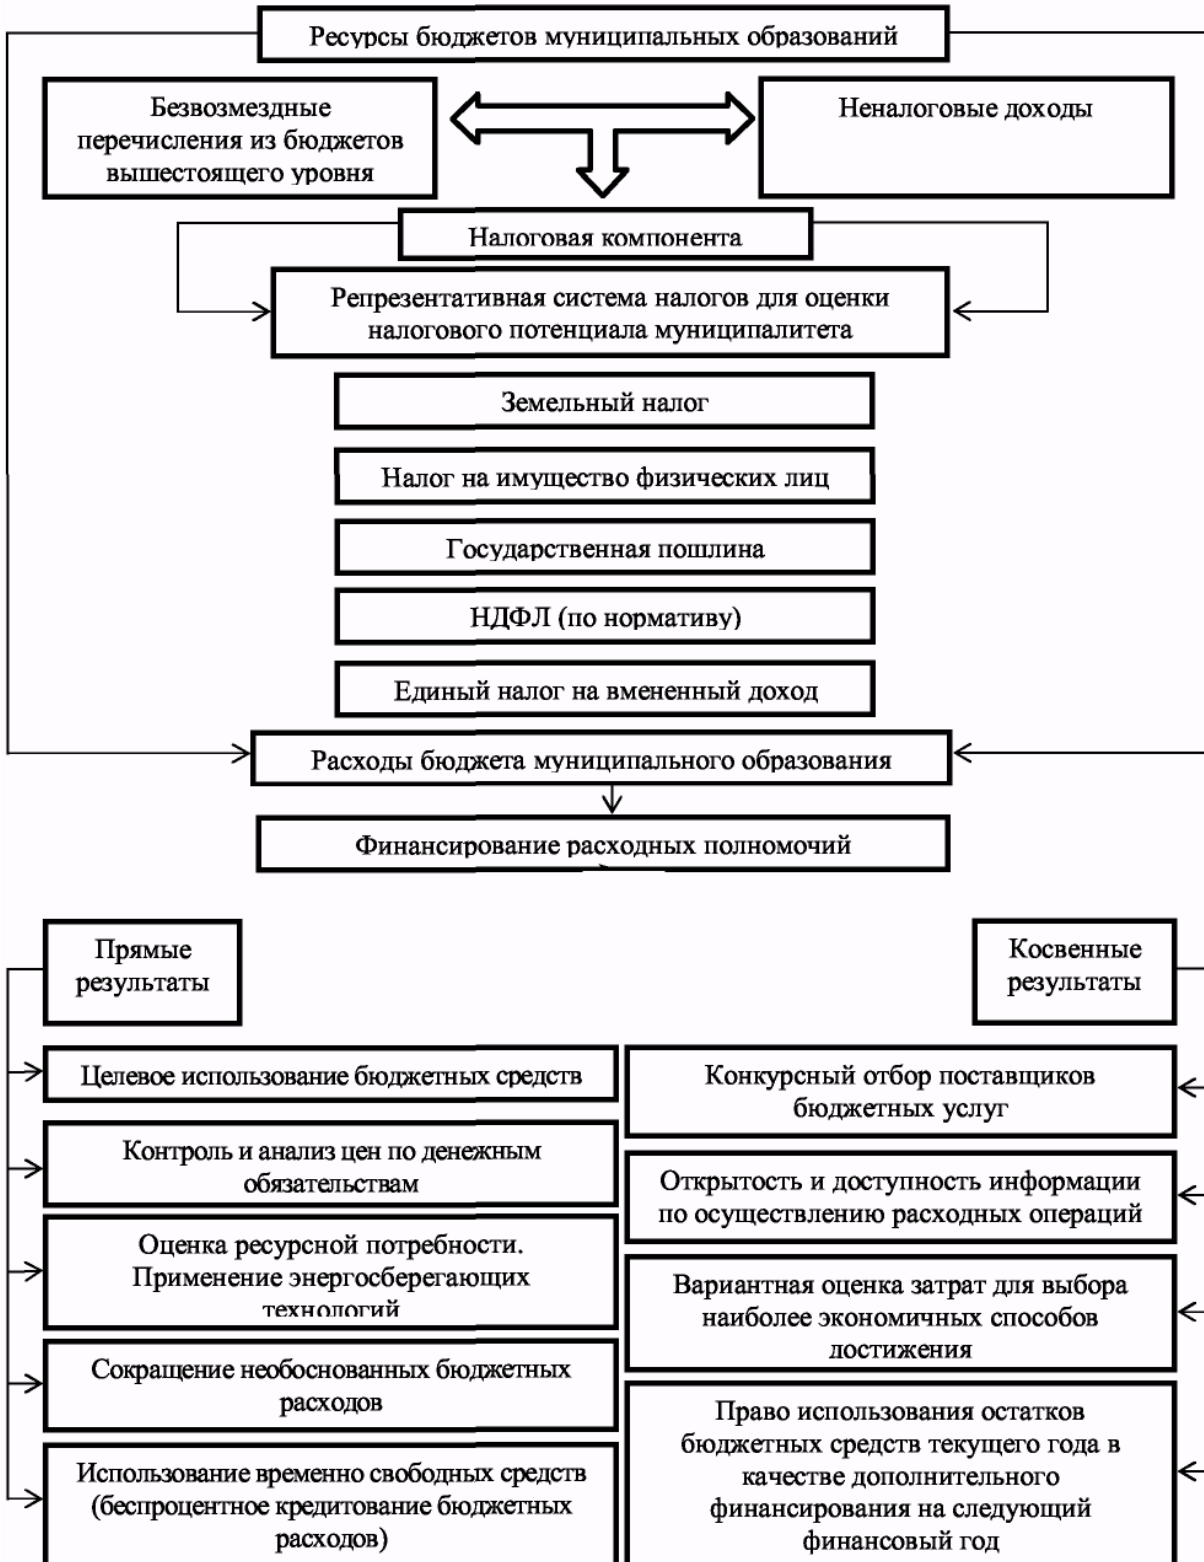 Ресурсы бюджетов муниципальных образований
Безвозмездные
перечисления из бюджетов
вышестоящего уровня
Неналоговые доходы
Налоговая компонента
Репрезентативная система налогов для оценки
налогового потенциала муниципалитета
Земельный налог
Налог на имущество физических лиц
Государственная пошлина
НДФЛ (по нормативу)
Единый налог на вмененный доход
Расходы бюджета муниципального образования
Финансирование расходных полномочий
Прямые
результаты
Косвенные
результаты
Целевое использование бюджетных средств
Контроль и анализ цен по денежным
обязательствам
Оценка ресурсной потребности.
Применение энергосберегающих
технологий
Сокращение необоснованных бюджетных
расходов
Использование временно свободных средств
(беспроцентное кредитование бюджетных
расходов)
Конкурсный отбор поставщиков
бюджетных услуг
Открытость и доступность информации
по осуществлению расходных операций
Вариантная оценка затрат для выбора
наиболее экономичных способов
достижения
Право использования остатков
бюджетных средств текущего года в
качестве дополнительного
финансирования на следующий
финансовый год